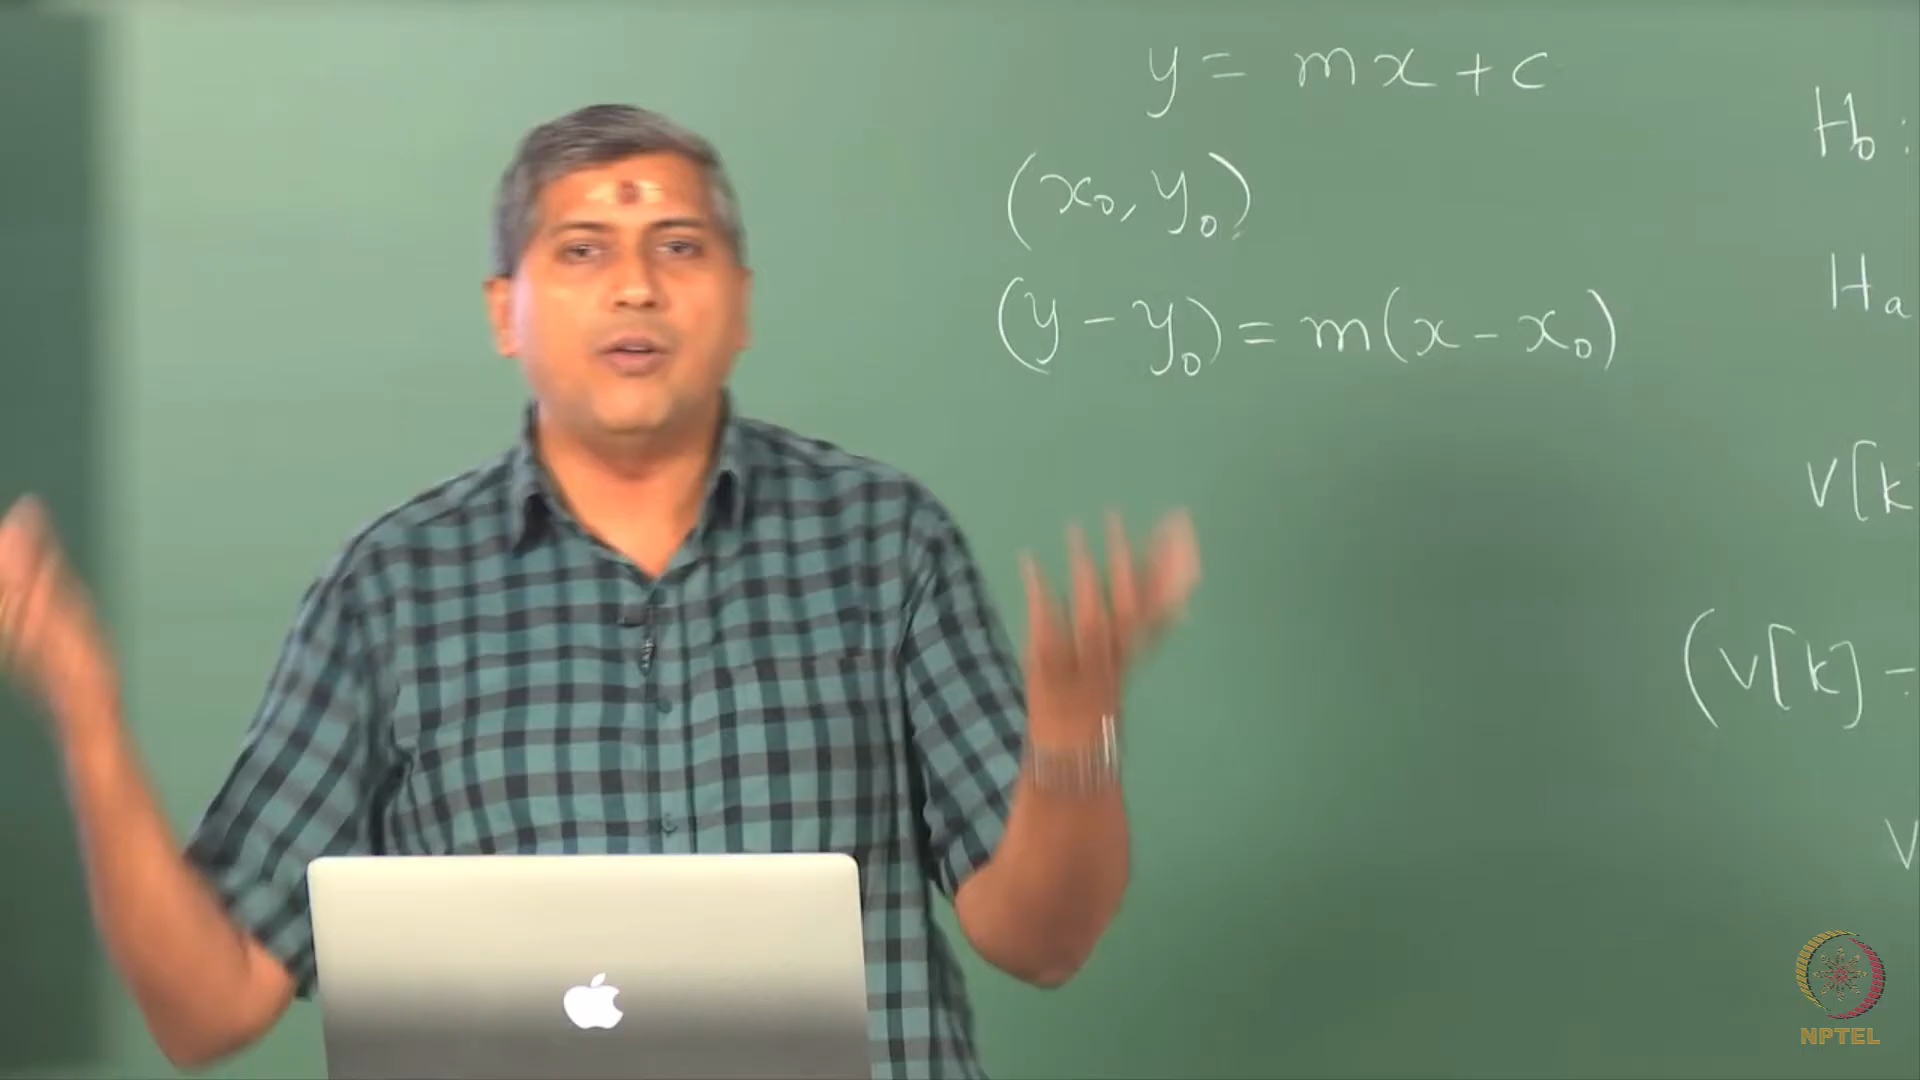 y = mx + c
(x₀, y₀)
(y - y₀) = m(x - x₀)
H₀ :
Hₐ
V[k
(V[k] -
V
NPTEL